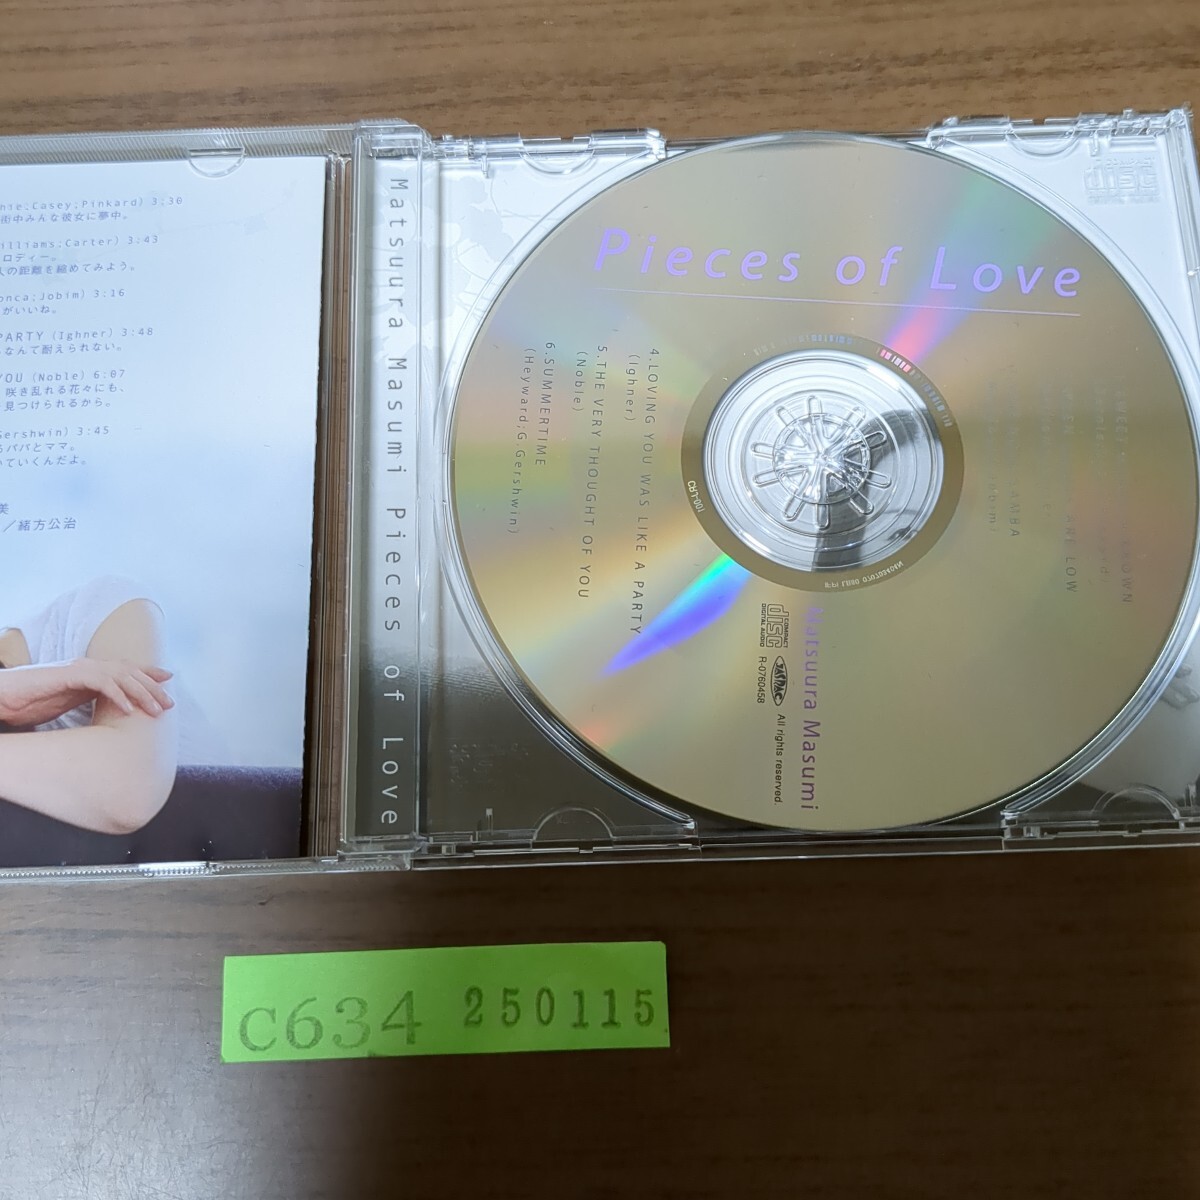 Casey;Pinkard) 3:30
街中みんな彼女に夢中。
illiams;Carter) 3:43
ロディー。
人の距離を縮めてみよう。
onca;Jobim) 3:16
がいいね。
PARTY (Ighner) 3:48
なんて耐えられない。
YOU (Noble) 6:07
咲き乱れる花々にも、
見つけられるから。
Gershwin) 3:45
パパとママ。
ていくんだよ。
美
／緒方公治
Matsuura Masumi Pieces of Love
Pieces of Love
LOW
4.LOVING YOU WAS LIKE A PARTY
(Ighner)
5.THE VERY THOUGHT OF YOU
(Noble)
6.SUMMERTIME
(Heyward;G.Gershwin)
Matsuura Masumi
COMPACT
disc
DIGITAL AUDIO
JASRAC
R-0760458
All rights reserved.
c634 250115